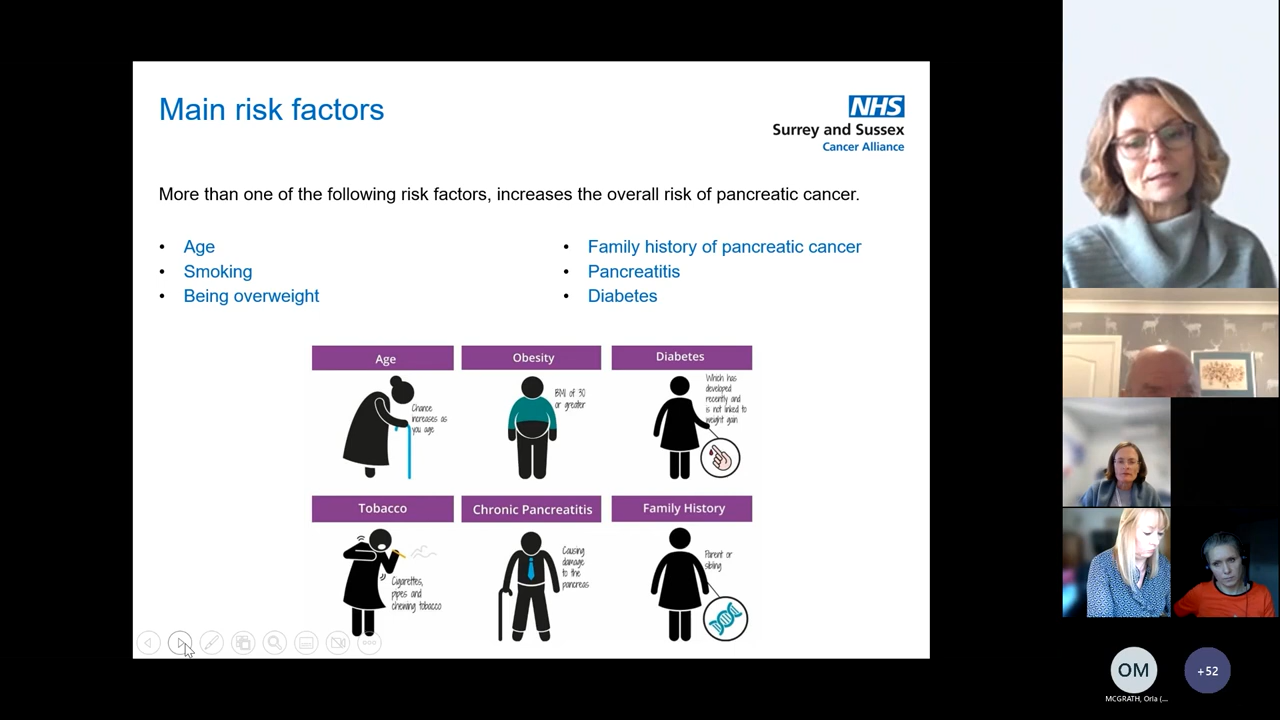 Main risk factors
NHS
Surrey and Sussex
Cancer Alliance
More than one of the following risk factors, increases the overall risk of pancreatic cancer.
• Age
• Smoking
• Being overweight
• Family history of pancreatic cancer
• Pancreatitis
• Diabetes
Age
Chance
increases as
you age
Obesity
BMI of 30
or greater
Diabetes
Which has
developed
recently and
is not linked to
weight gain
Tobacco
Cigarettes,
pipes and
chewing tobacco
Chronic Pancreatitis
Causing
damage
to the
pancreas
Family History
Parent or
sibling
OM
MCGRATH, Orla (...
+52